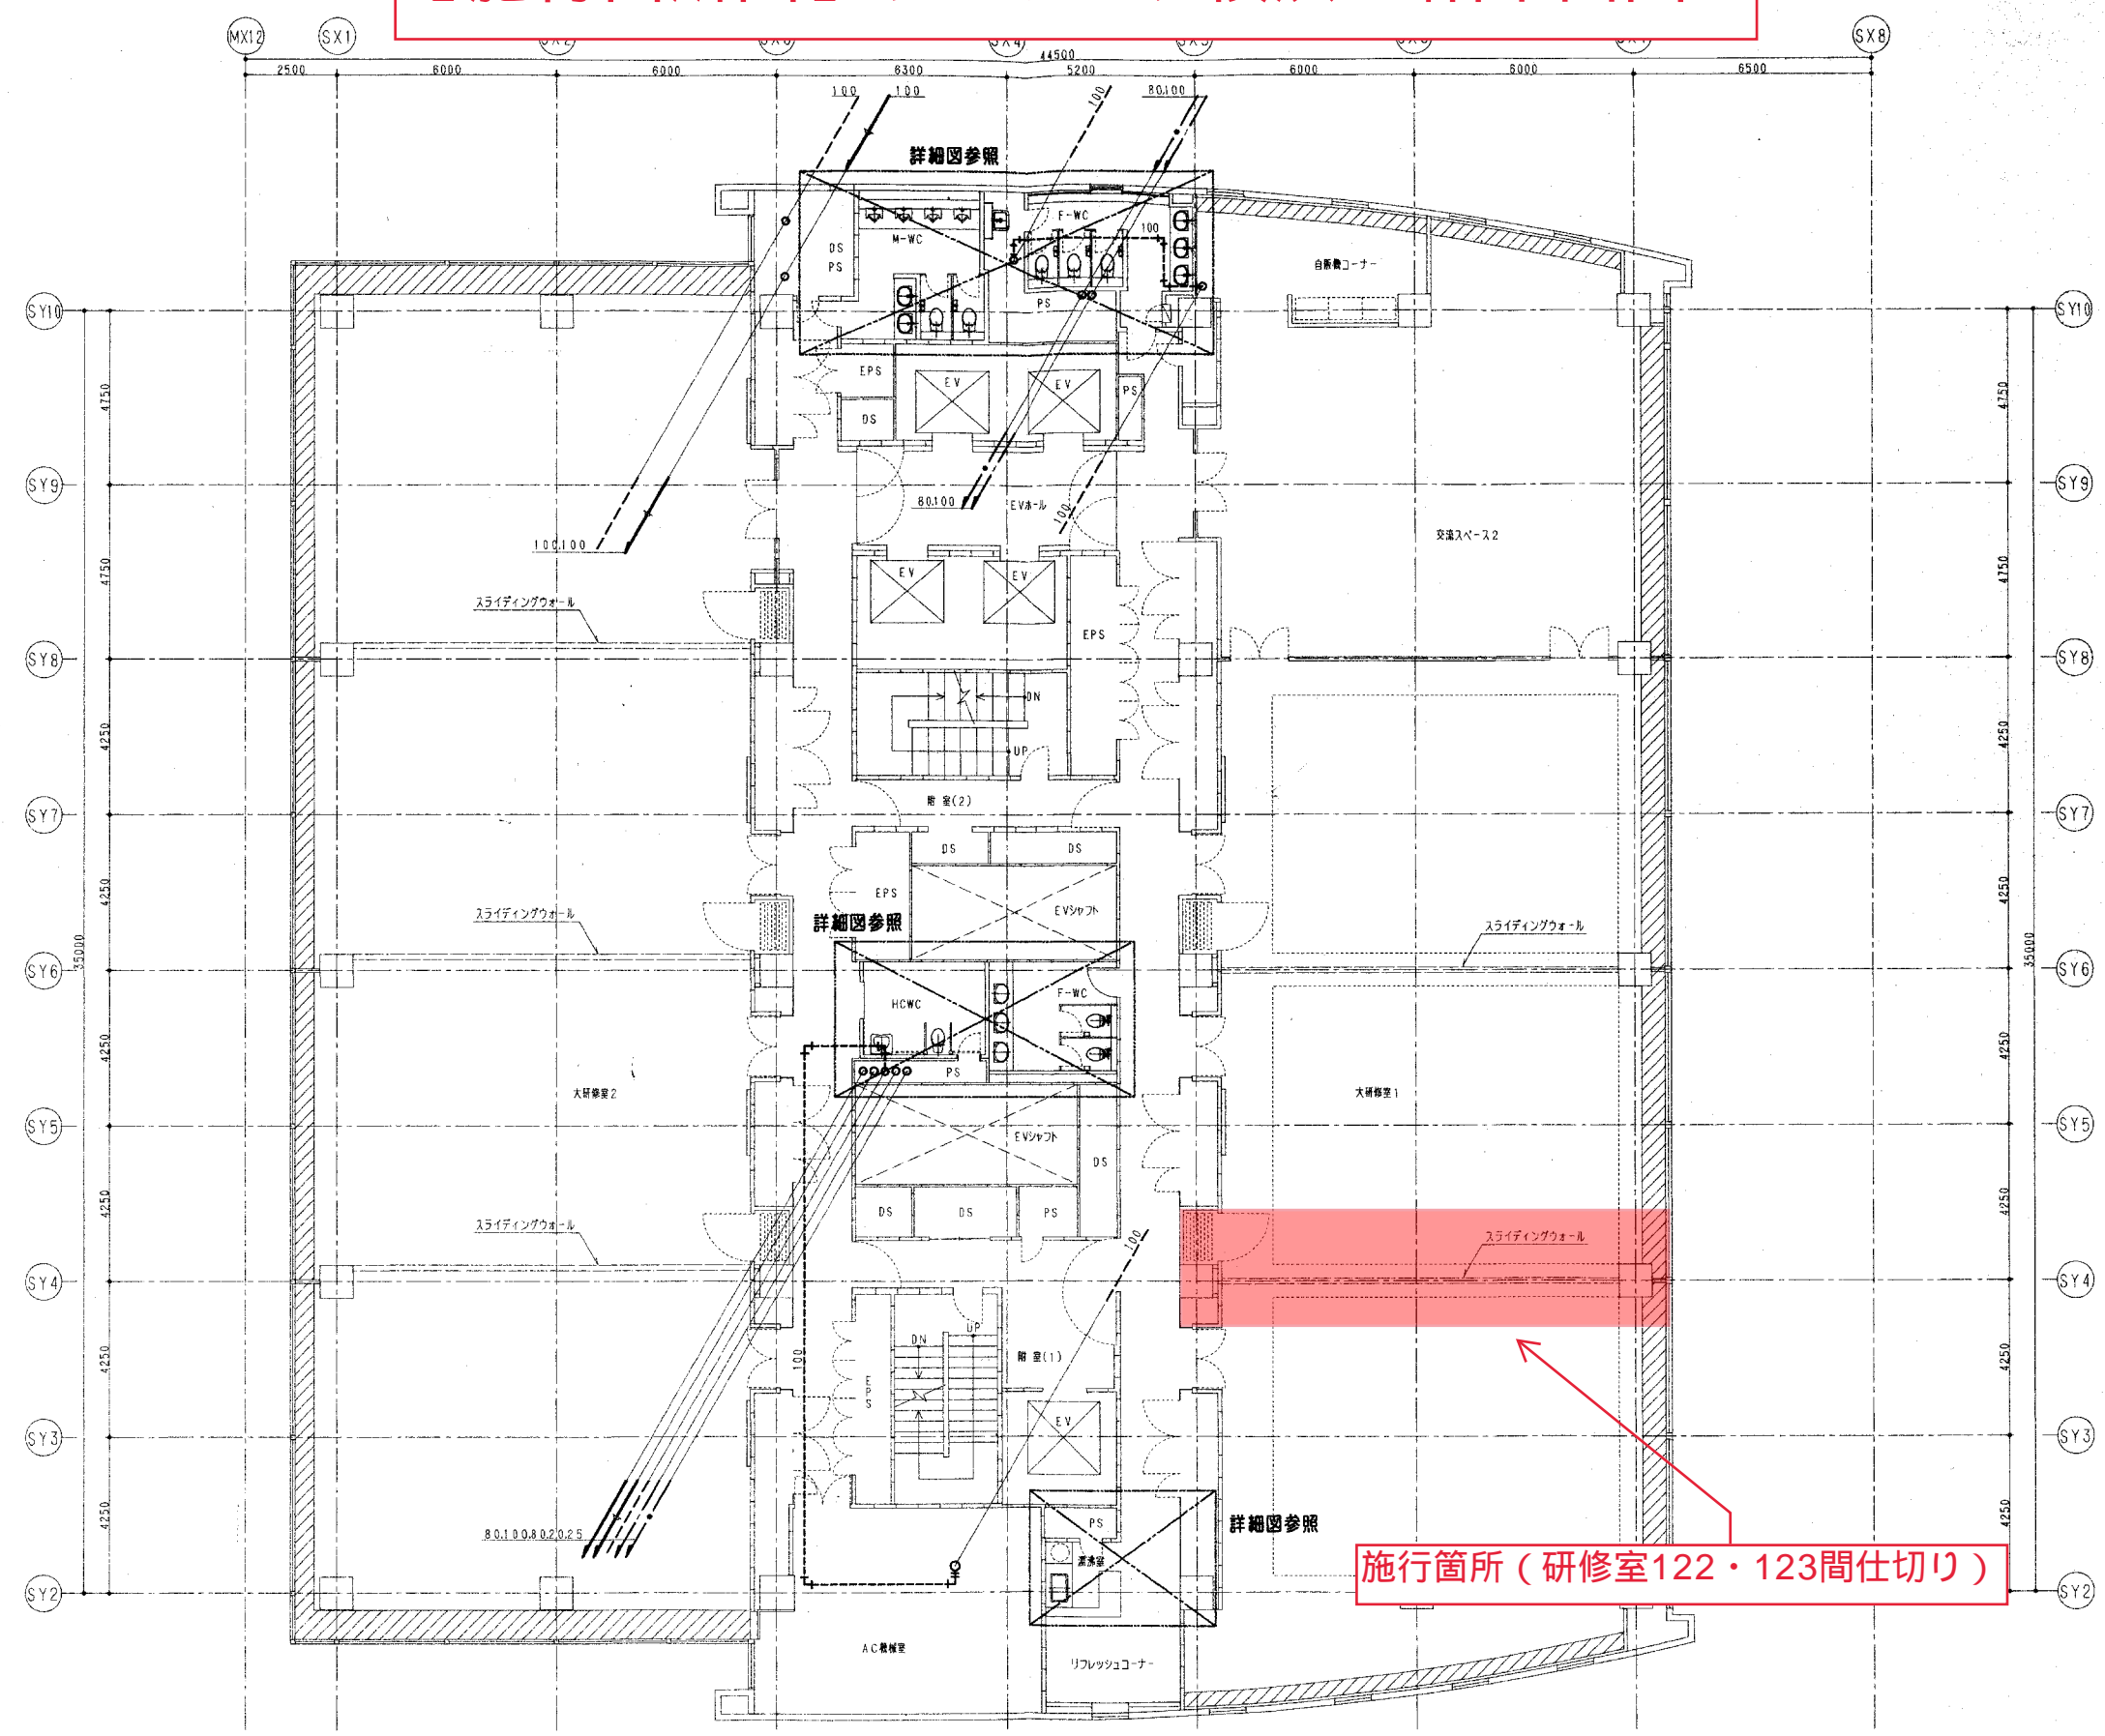 MX12
SX1
SX8
44500
2500
6000
6000
6300
5200
6000
6000
6500
100
100
100
80,100
詳細図参照
F-WC
100
M-WC
DS
PS
自販機コーナー
PS
SY10
SY10
EPS
EV
EV
PS
DS
4750
4750
SY9
SY9
80,100
EVホール
100
交流スペース2
100,100
EV
EV
4750
4750
スライディングウォール
EPS
SY8
SY8
DN
4250
4250
UP
附室(2)
SY7
SY7
DS
DS
EPS
4250
4250
スライディングウォール
EVシャフト
詳細図参照
スライディングウォール
35000
35000
SY6
SY6
HCWC
F-WC
4250
4250
PS
大研修室2
大研修室1
SY5
SY5
EVシャフト
DS
4250
4250
DS
DS
PS
スライディングウォール
100
スライディングウォール
SY4
SY4
DN
UP
100
附室(1)
4250
4250
EPS
EV
SY3
SY3
PS
詳細図参照
4250
4250
80,100,80,20,25
湯沸室
施行箇所（研修室122・123間仕切り）
SY2
SY2
AC機械室
リフレッシュコーナー